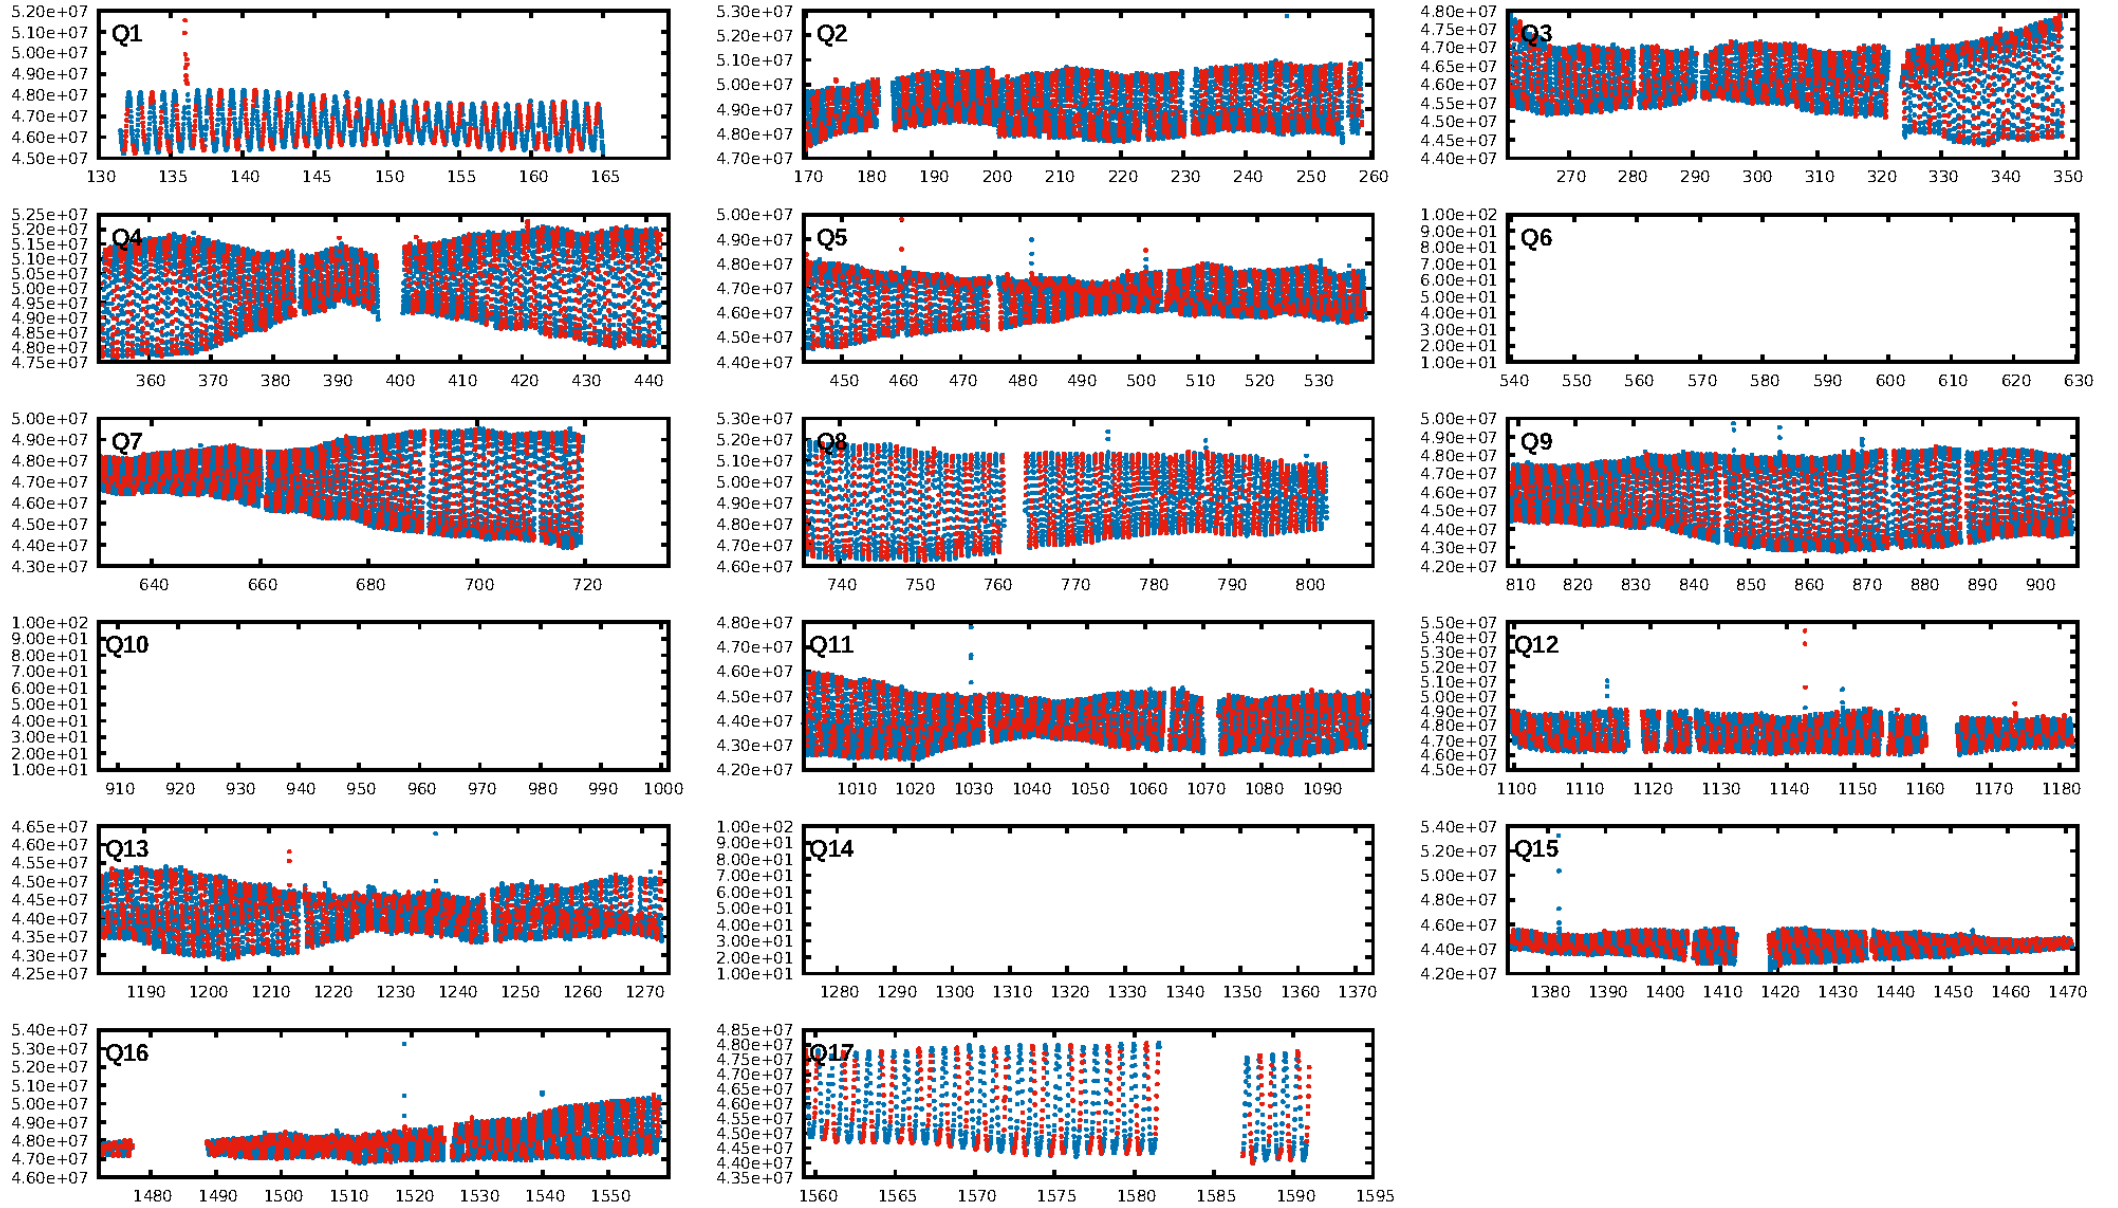 5.20e+07
5.10e+07
5.00e+07
4.90e+07
4.80e+07
4.70e+07
4.60e+07
4.50e+07
Q1
130 135 140 145 150 155 160 165
5.30e+07
5.20e+07
5.10e+07
5.00e+07
4.90e+07
4.80e+07
4.70e+07
Q2
170 180 190 200 210 220 230 240 250 260
4.80e+07
4.75e+07
4.70e+07
4.65e+07
4.60e+07
4.55e+07
4.50e+07
4.45e+07
4.40e+07
Q3
270 280 290 300 310 320 330 340 350
5.25e+07
5.20e+07
5.15e+07
5.10e+07
5.05e+07
5.00e+07
4.95e+07
4.90e+07
4.85e+07
4.80e+07
4.75e+07
Q4
360 370 380 390 400 410 420 430 440
5.00e+07
4.90e+07
4.80e+07
4.70e+07
4.60e+07
4.50e+07
4.40e+07
Q5
450 460 470 480 490 500 510 520 530
1.00e+02
9.00e+01
8.00e+01
7.00e+01
6.00e+01
5.00e+01
4.00e+01
3.00e+01
2.00e+01
1.00e+01
Q6
540 550 560 570 580 590 600 610 620 630
5.00e+07
4.90e+07
4.80e+07
4.70e+07
4.60e+07
4.50e+07
4.40e+07
4.30e+07
Q7
640 660 680 700 720
5.30e+07
5.20e+07
5.10e+07
5.00e+07
4.90e+07
4.80e+07
4.70e+07
4.60e+07
Q8
740 750 760 770 780 790 800
5.00e+07
4.90e+07
4.80e+07
4.70e+07
4.60e+07
4.50e+07
4.40e+07
4.30e+07
4.20e+07
Q9
810 820 830 840 850 860 870 880 890 900
1.00e+02
9.00e+01
8.00e+01
7.00e+01
6.00e+01
5.00e+01
4.00e+01
3.00e+01
2.00e+01
1.00e+01
Q10
910 920 930 940 950 960 970 980 990 1000
4.80e+07
4.70e+07
4.60e+07
4.50e+07
4.40e+07
4.30e+07
4.20e+07
Q11
1010 1020 1030 1040 1050 1060 1070 1080 1090
5.50e+07
5.40e+07
5.30e+07
5.20e+07
5.10e+07
5.00e+07
4.90e+07
4.80e+07
4.70e+07
4.60e+07
4.50e+07
Q12
1100 1110 1120 1130 1140 1150 1160 1170 1180
4.65e+07
4.60e+07
4.55e+07
4.50e+07
4.45e+07
4.40e+07
4.35e+07
4.30e+07
4.25e+07
Q13
1190 1200 1210 1220 1230 1240 1250 1260 1270
1.00e+02
9.00e+01
8.00e+01
7.00e+01
6.00e+01
5.00e+01
4.00e+01
3.00e+01
2.00e+01
1.00e+01
Q14
1280 1290 1300 1310 1320 1330 1340 1350 1360 1370
5.40e+07
5.20e+07
5.00e+07
4.80e+07
4.60e+07
4.40e+07
4.20e+07
Q15
1380 1390 1400 1410 1420 1430 1440 1450 1460 1470
5.40e+07
5.30e+07
5.20e+07
5.10e+07
5.00e+07
4.90e+07
4.80e+07
4.70e+07
4.60e+07
Q16
1480 1490 1500 1510 1520 1530 1540 1550
4.85e+07
4.80e+07
4.75e+07
4.70e+07
4.65e+07
4.60e+07
4.55e+07
4.50e+07
4.45e+07
4.40e+07
4.35e+07
Q17
1560 1565 1570 1575 1580 1585 1590 1595